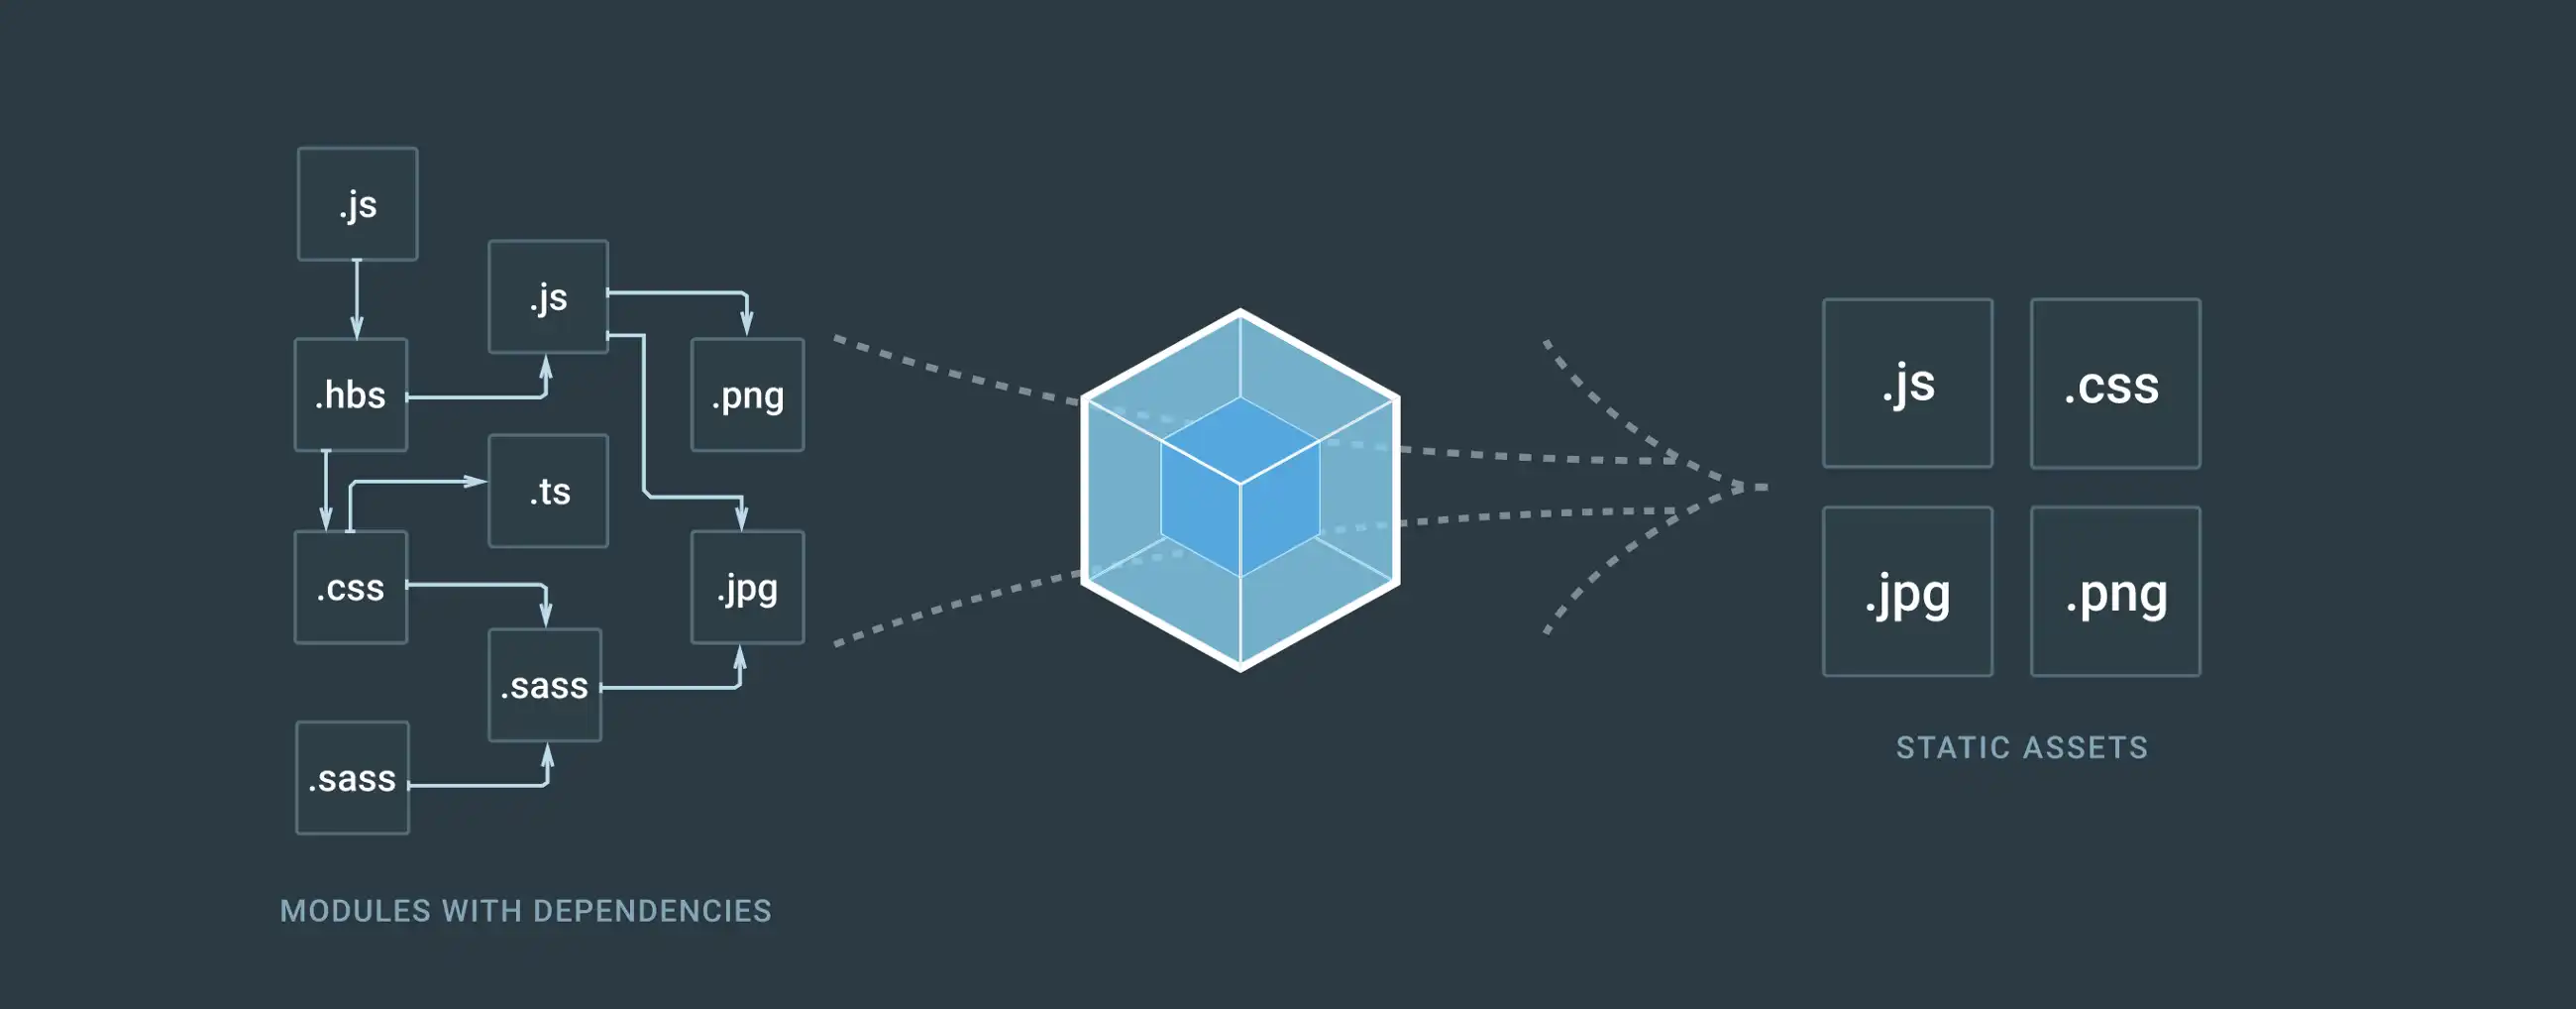 .js
.js
.hbs
.png
.ts
.css
.jpg
.sass
.sass
MODULES WITH DEPENDENCIES
.js
.css
.jpg
.png
STATIC ASSETS